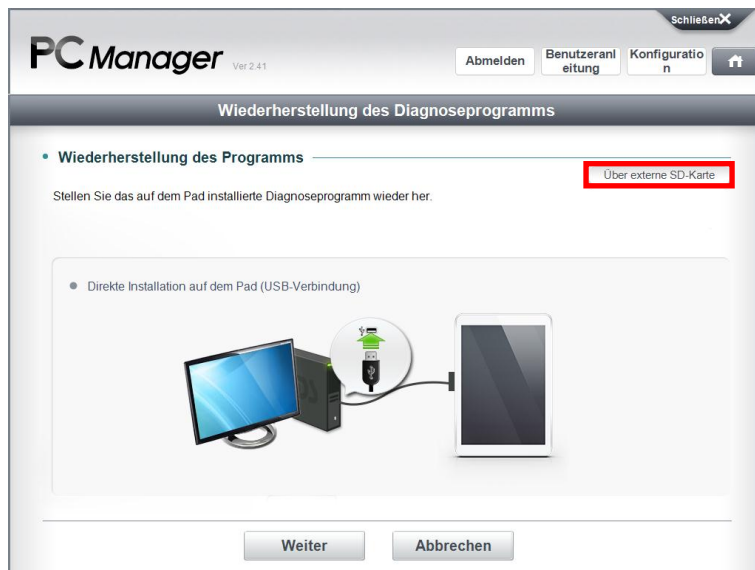 SchließenX
PC Manager Ver 2.41
Abmelden
Benutzeranl
eitung
Konfiguratio
n
Wiederherstellung des Diagnoseprogramms
• Wiederherstellung des Programms
Über externe SD-Karte
Stellen Sie das auf dem Pad installierte Diagnoseprogramm wieder her.
Direkte Installation auf dem Pad (USB-Verbindung)
Weiter
Abbrechen